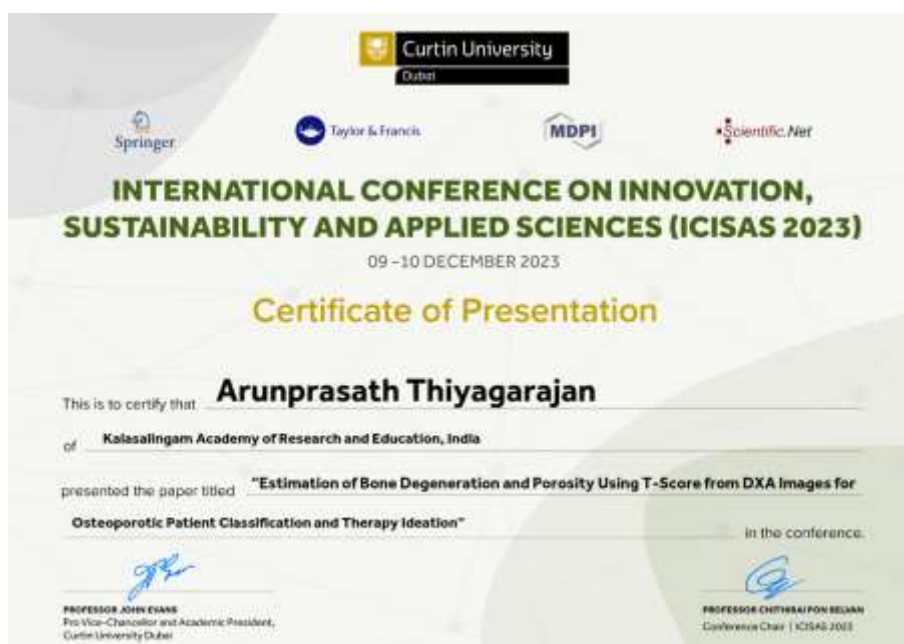 Curtin University
Dubai
Springer
Taylor & Francis
MDPI
Scientific.Net
INTERNATIONAL CONFERENCE ON INNOVATION,
SUSTAINABILITY AND APPLIED SCIENCES (ICISAS 2023)
09 -10 DECEMBER 2023
Certificate of Presentation
This is to certify that Arunprasath Thiyagarajan
of Kalasalingam Academy of Research and Education, India
presented the paper titled "Estimation of Bone Degeneration and Porosity Using T-Score from DXA Images for
Osteoporotic Patient Classification and Therapy Ideation" in the conference.
PROFESSOR JOHN EVANS
Pro Vice-Chancellor and Academic President,
Curtin University Dubai
PROFESSOR CHITHIRAI PON SELVAN
Conference Chair | ICISAS 2023